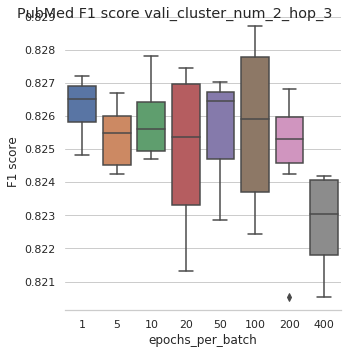 PubMed F1 score vali_cluster_num_2_hop_3
0.829
0.828
0.827
0.826
0.825
0.824
0.823
0.822
0.821
F1 score
1 5 10 20 50 100 200 400
epochs_per_batch